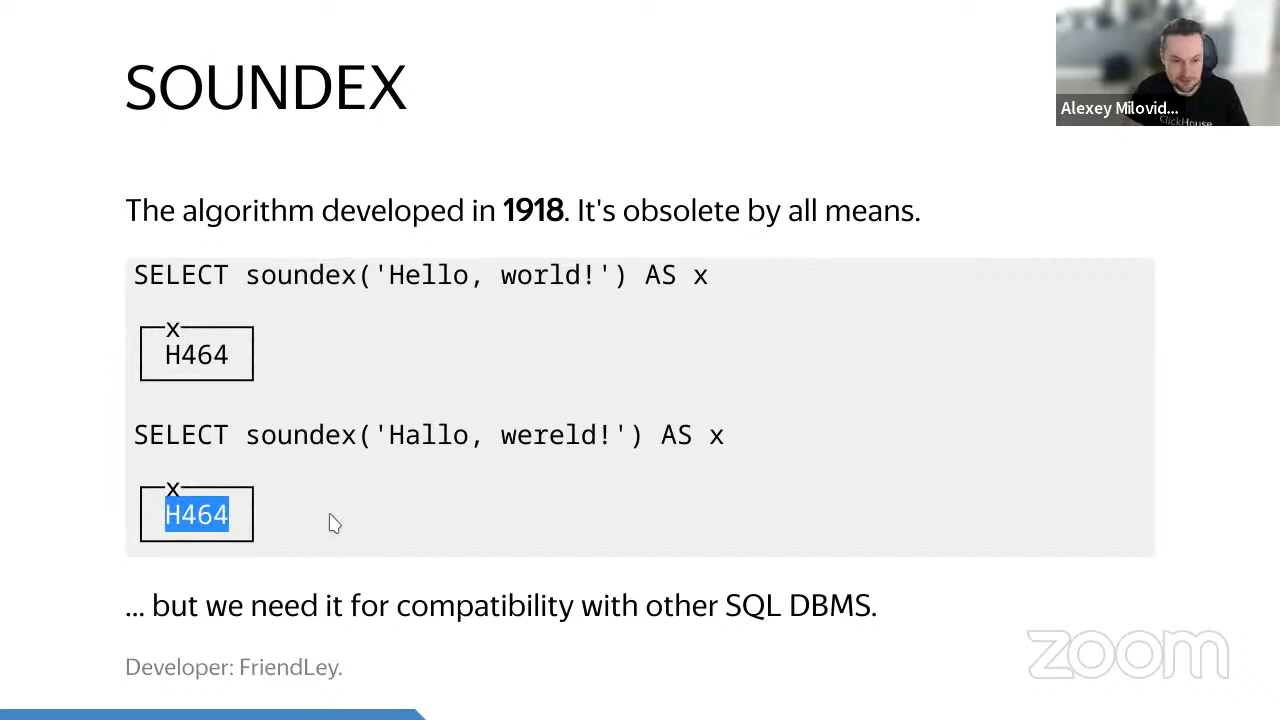 SOUNDEX
Alexey Milovid...
ClickHouse
The algorithm developed in 1918. It's obsolete by all means.
SELECT soundex('Hello, world!') AS x
x
H464
SELECT soundex('Hallo, wereld!') AS x
x
H464
... but we need it for compatibility with other SQL DBMS.
Developer: FriendLey.
zoom